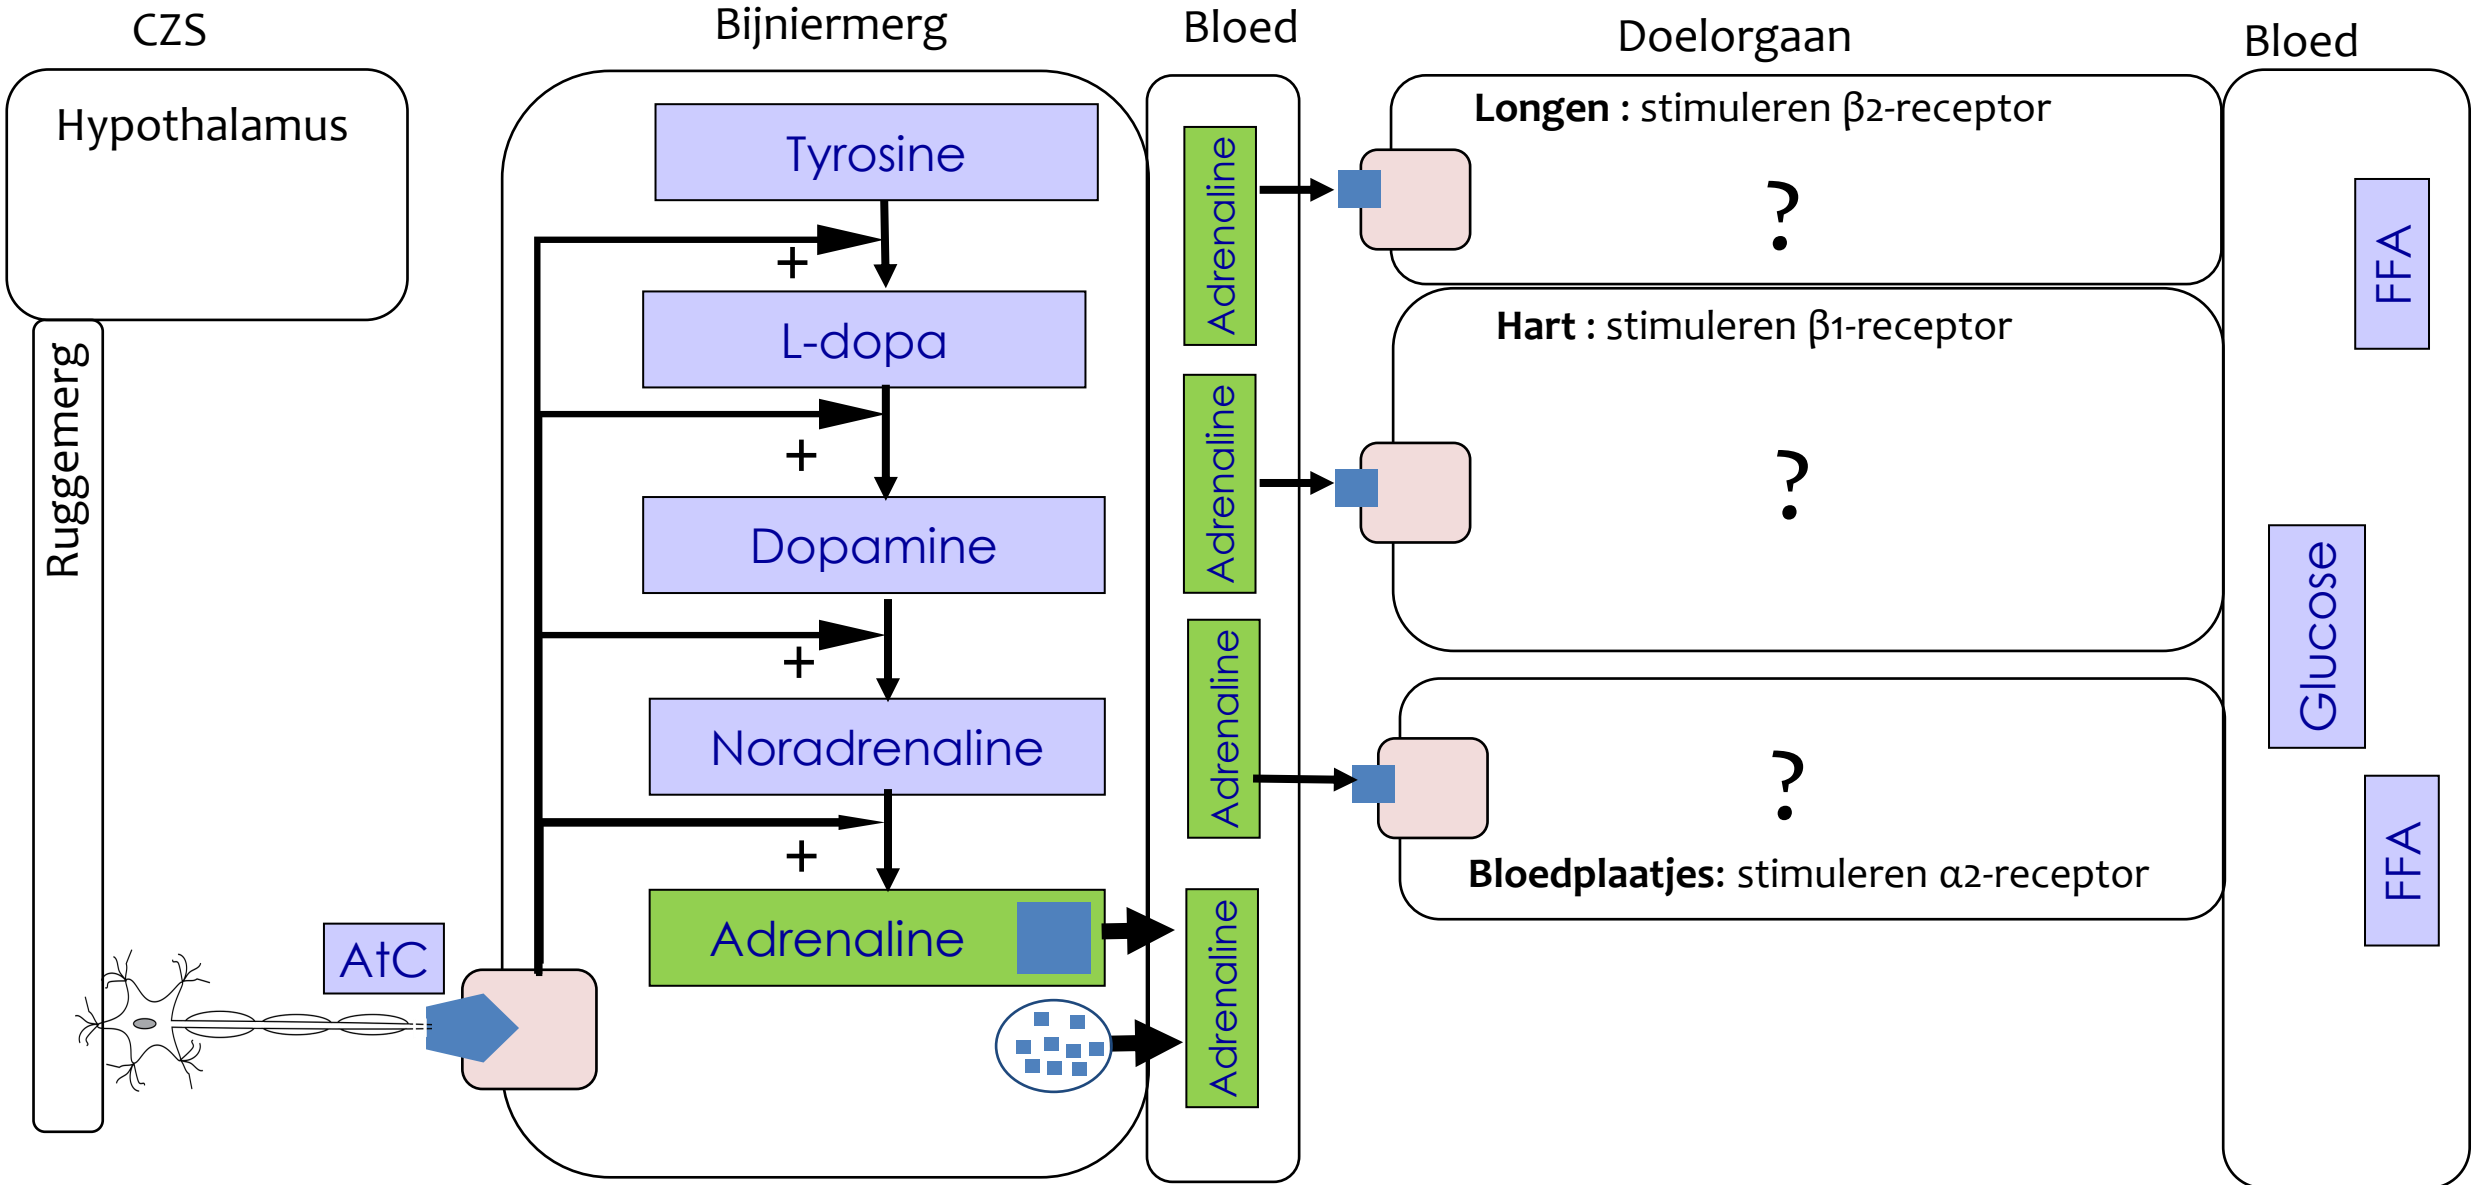 CZS
Bijniermerg
Bloed
Doelorgaan
Bloed
Hypothalamus
Ruggemerg
AtC
Tyrosine
+
L-dopa
+
Dopamine
+
Noradrenaline
+
Adrenaline
Adrenaline
Adrenaline
Adrenaline
Adrenaline
Longen : stimuleren β2-receptor
?
Hart : stimuleren β1-receptor
?
?
Bloedplaatjes: stimuleren α2-receptor
FFA
Glucose
FFA